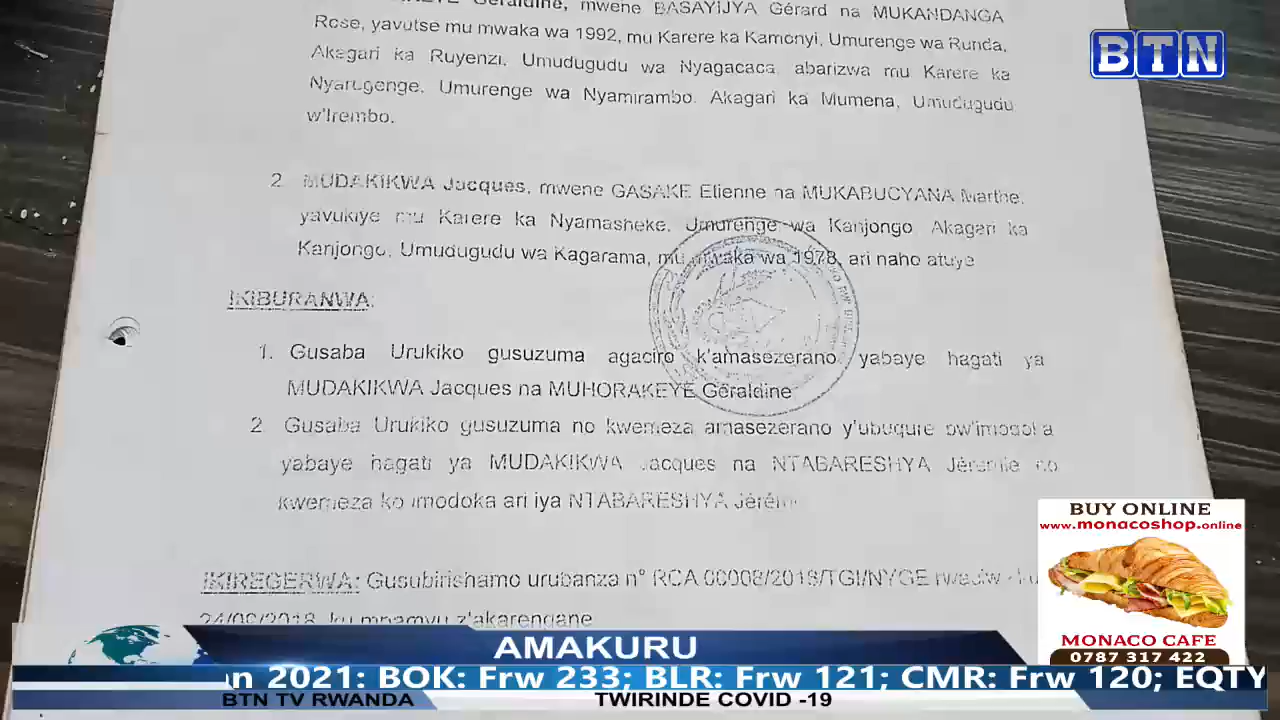 Géraldine, mwene BASAYIJYA Gérard na MUKANDANGA
Rose, yavutse mu mwaka wa 1992, mu Karere ka Kamonyi, Umurenge wa Runda,
Akagari ka Ruyenzi, Umudugudu wa Nyagacaca, abarizwa mu Karere ka
Nyarugenge, Umurenge wa Nyamirambo, Akagari ka Mumena, Umudugudu
w'Irembo.
2. MUDAKIKWA Jacques, mwene GASAKE Etienne na MUKABUCYANA Marthe,
yavukiye mu Karere ka Nyamasheke, Umurenge wa Kanjongo Akagari ka
Kanjongo, Umudugudu wa Kagarama, mu mwaka wa 1978, ari naho atuye
IKIBURANWA:
1. Gusaba Urukiko gusuzuma agaciro k'amasezerano yabaye hagati ya
MUDAKIKWA Jacques na MUHORAKEYE Géraldine
2 Gusaba Urukiko gusuzuma no kwemeza amasezerano y'ubugure bw'imodoka
yabaye hagati ya MUDAKIKWA Jacques na NTABARESHYA Jérémie no
kwemeza ko imodoka ari iya NTABARESHYA
IKIREGERWA: Gusubirishamo urubanza n° RCA
24/09/2018, ku mpamvu z'akarengane
BTN
BUY ONLINE
www.monacoshop.online
MONACO CAFE
0787 317 422
AMAKURU
2021: BOK: Frw 233; BLR: Frw 121; CMR: Frw 120; EQTY
BTN TV RWANDA TWIRINDE COVID -19